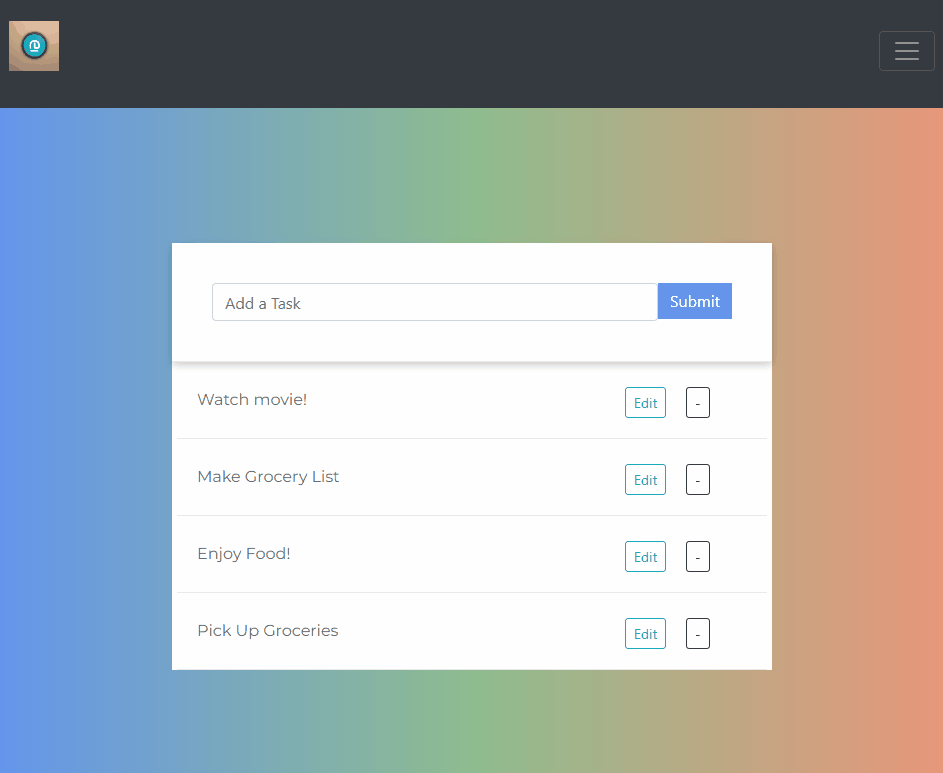 Add a Task
Submit
Watch movie!
Edit
-
Make Grocery List
Edit
-
Enjoy Food!
Edit
-
Pick Up Groceries
Edit
-